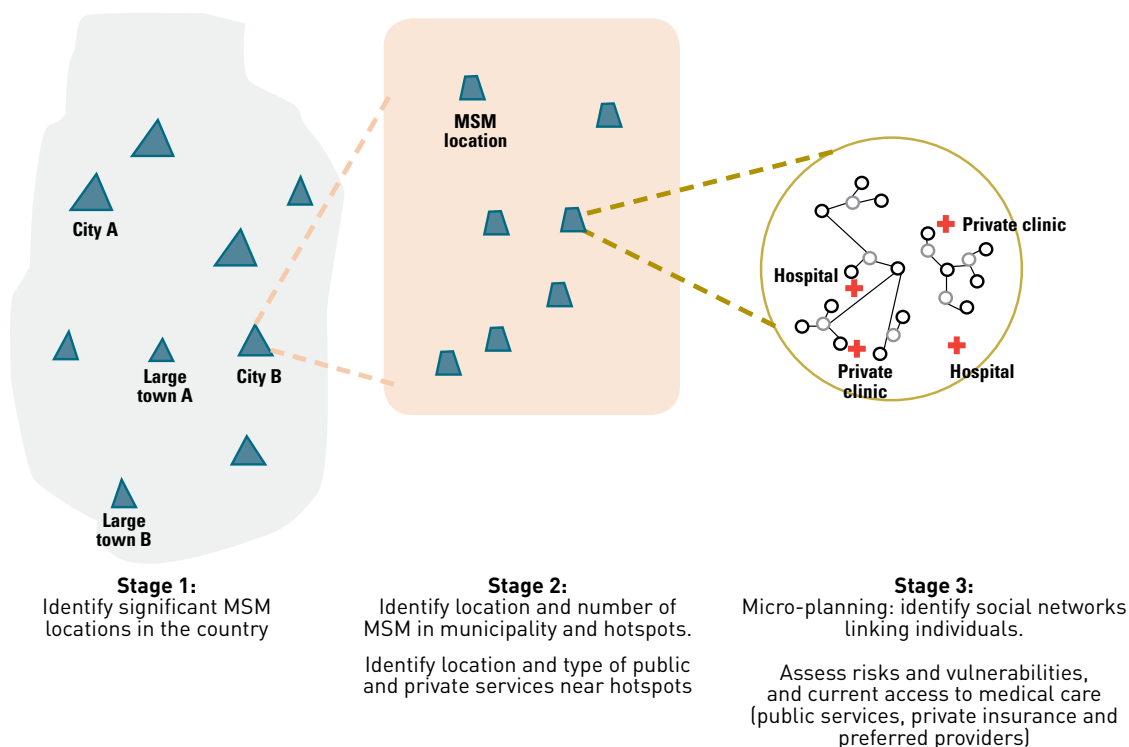 City A
Large
town A
City B
Large
town B
MSM
location
Private clinic
Hospital
Private
clinic
Hospital
Stage 1:
Identify significant MSM
locations in the country
Stage 2:
Identify location and number of
MSM in municipality and hotspots.
Identify location and type of public
and private services near hotspots
Stage 3:
Micro-planning: identify social networks
linking individuals.
Assess risks and vulnerabilities,
and current access to medical care
(public services, private insurance and
preferred providers)